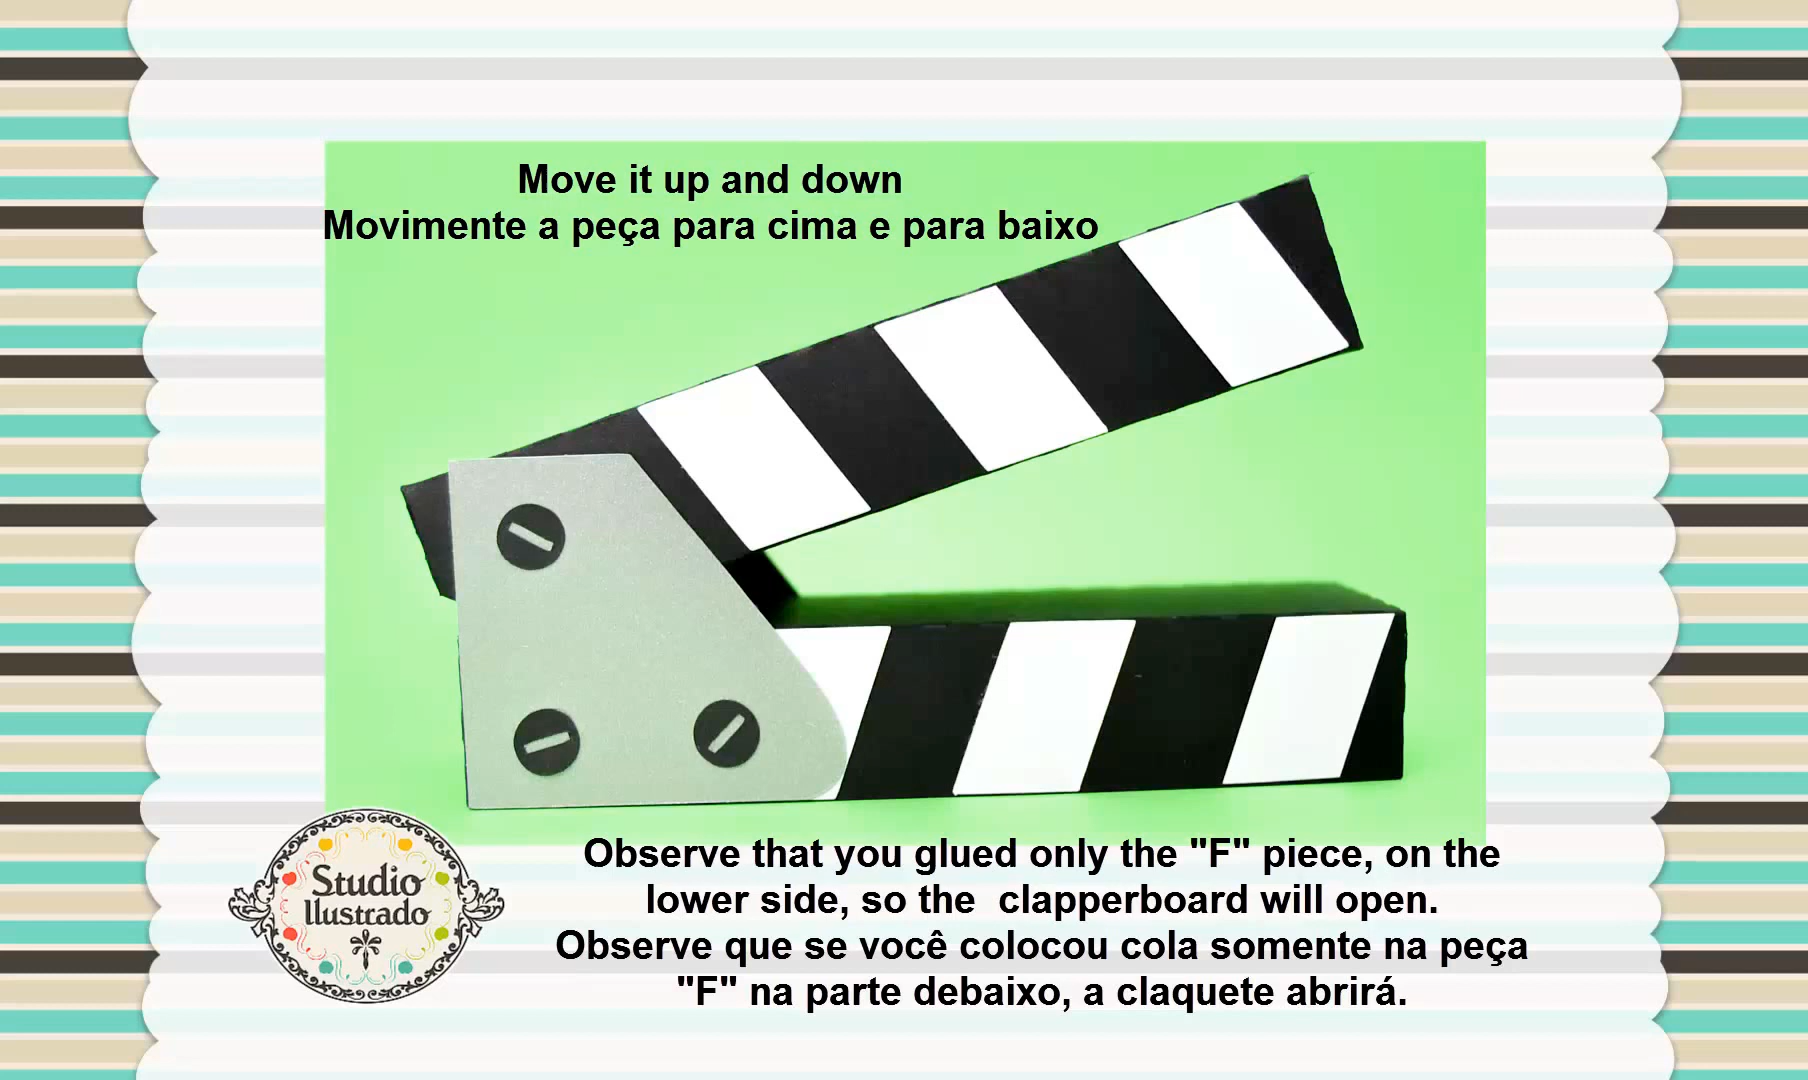 Move it up and down
Movimente a peça para cima e para baixo
Studio
Ilustrado
Observe that you glued only the "F" piece, on the
lower side, so the  clapperboard will open.
Observe que se você colocou cola somente na peça
"F" na parte debaixo, a claquete abrirá.